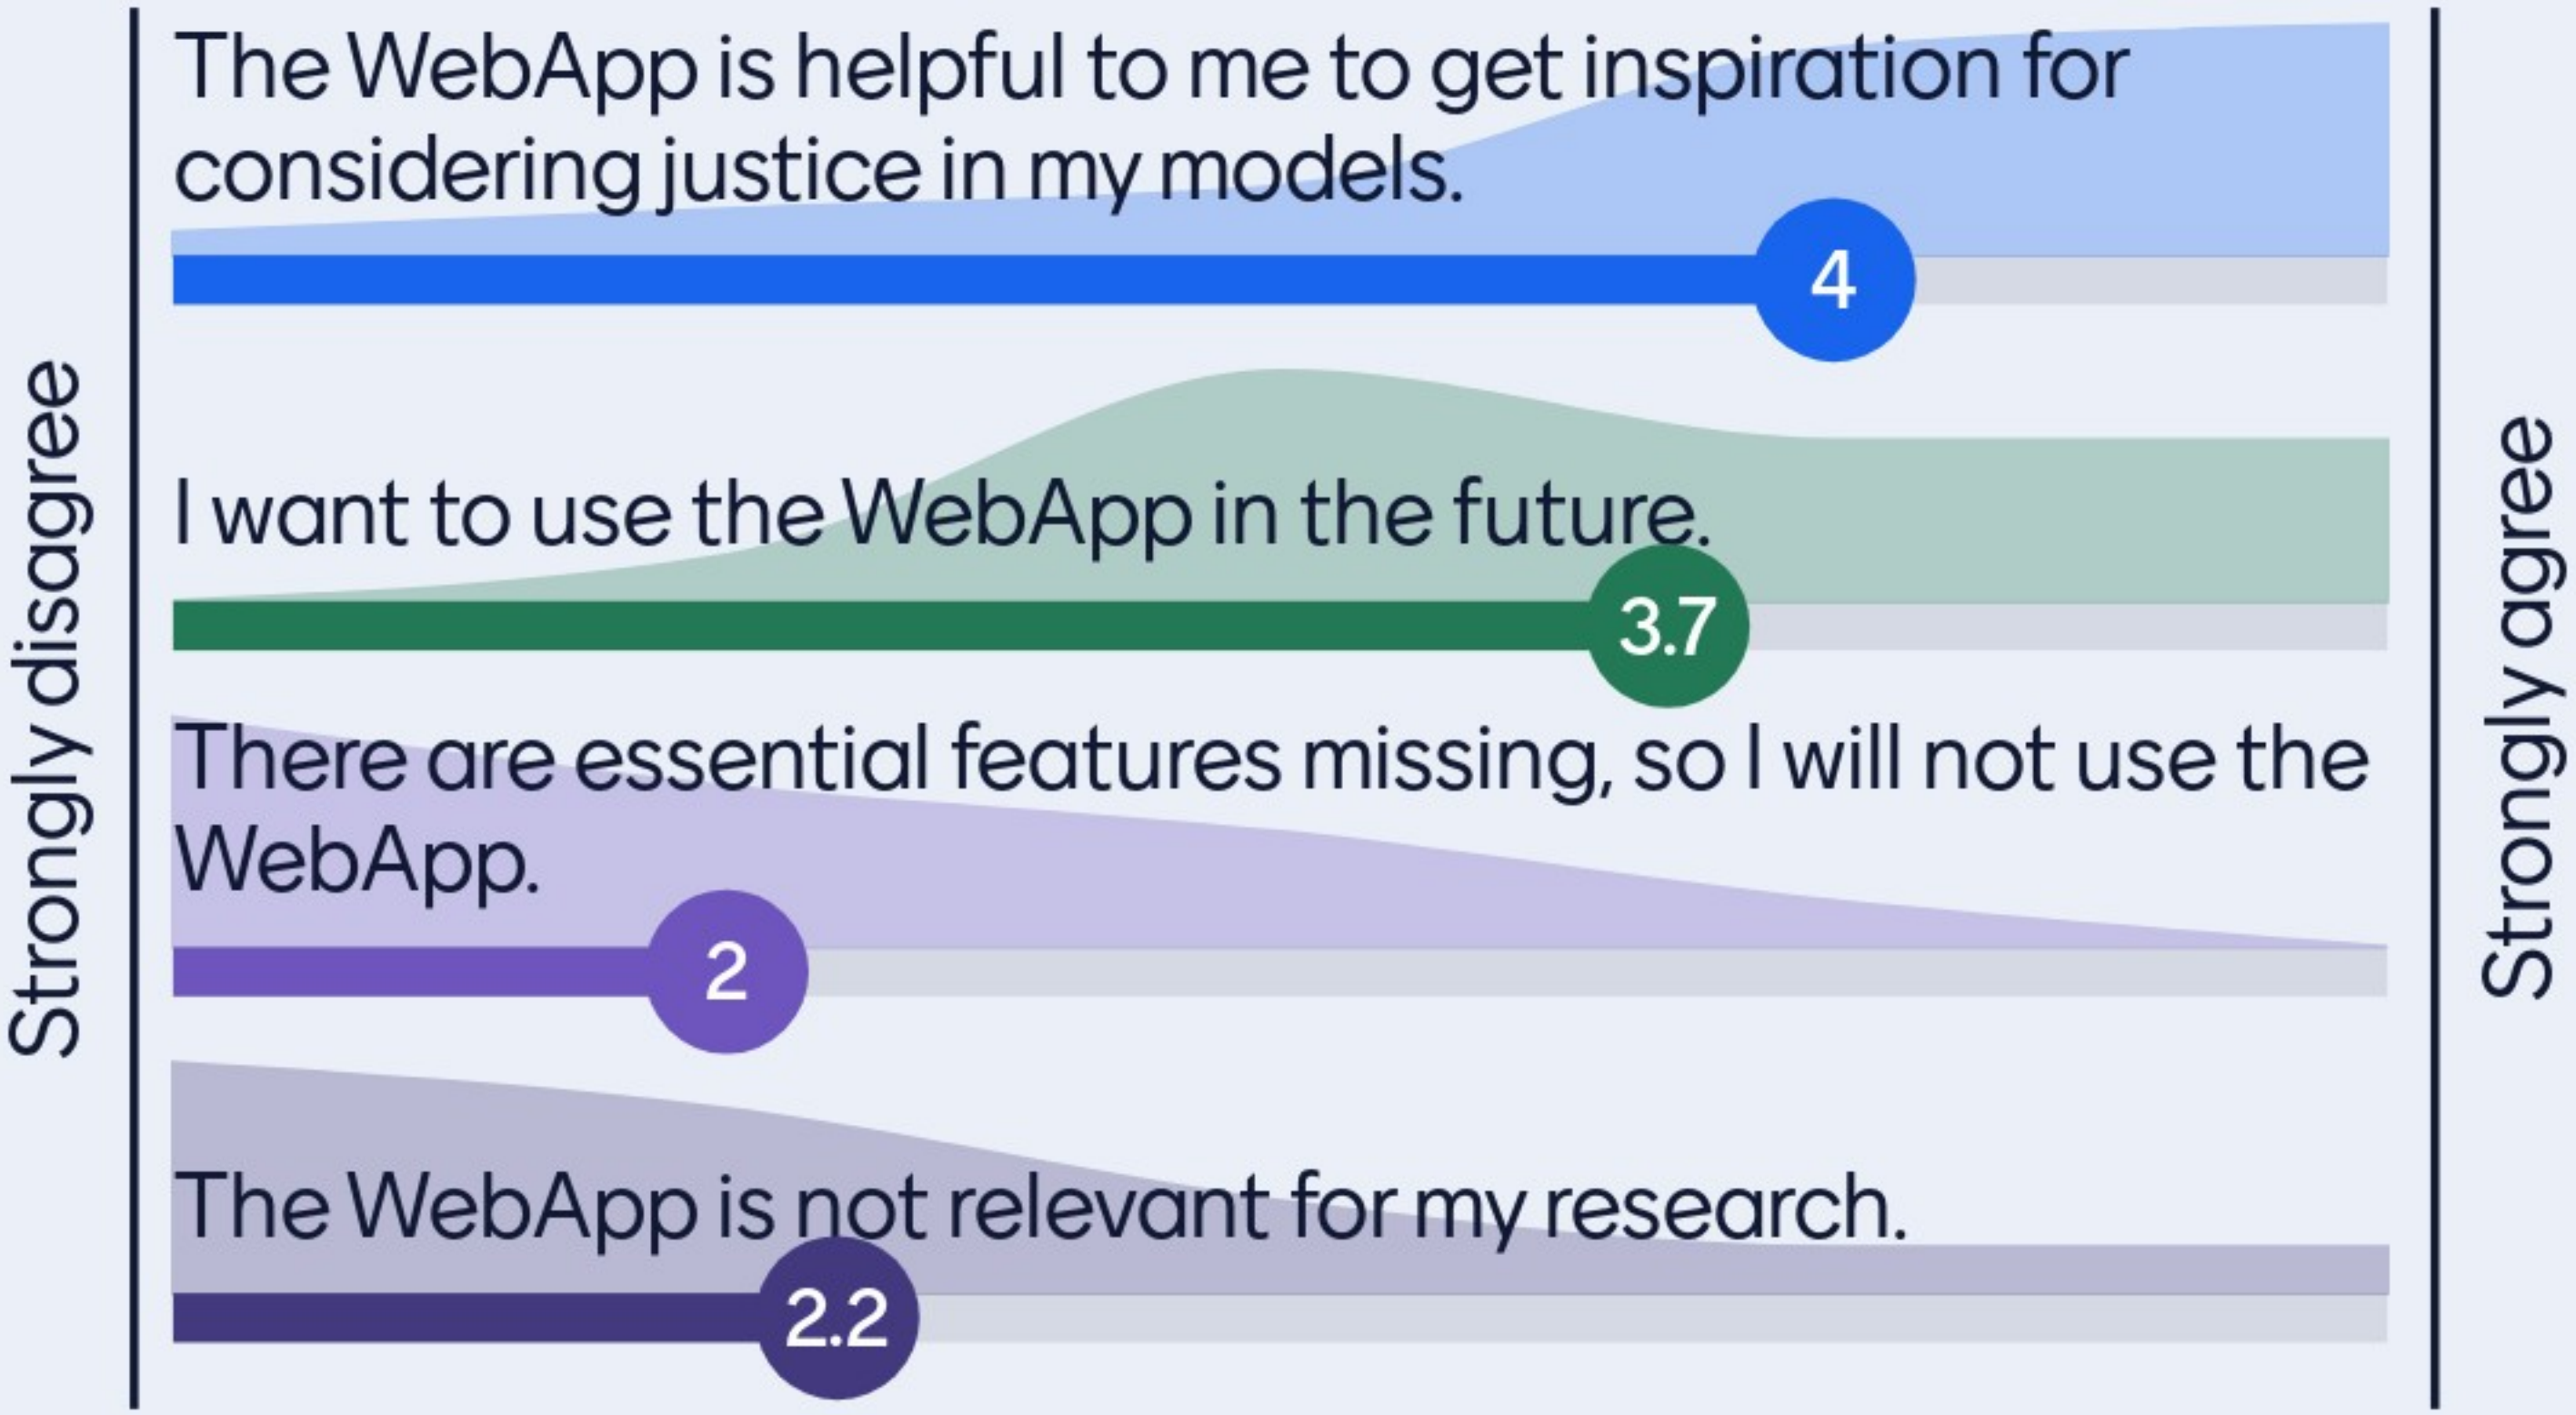 Strongly disagree
The WebApp is helpful to me to get inspiration for
considering justice in my models.
4
I want to use the WebApp in the future.
3.7
There are essential features missing, so I will not use the
WebApp.
2
The WebApp is not relevant for my research.
2.2
Strongly agree